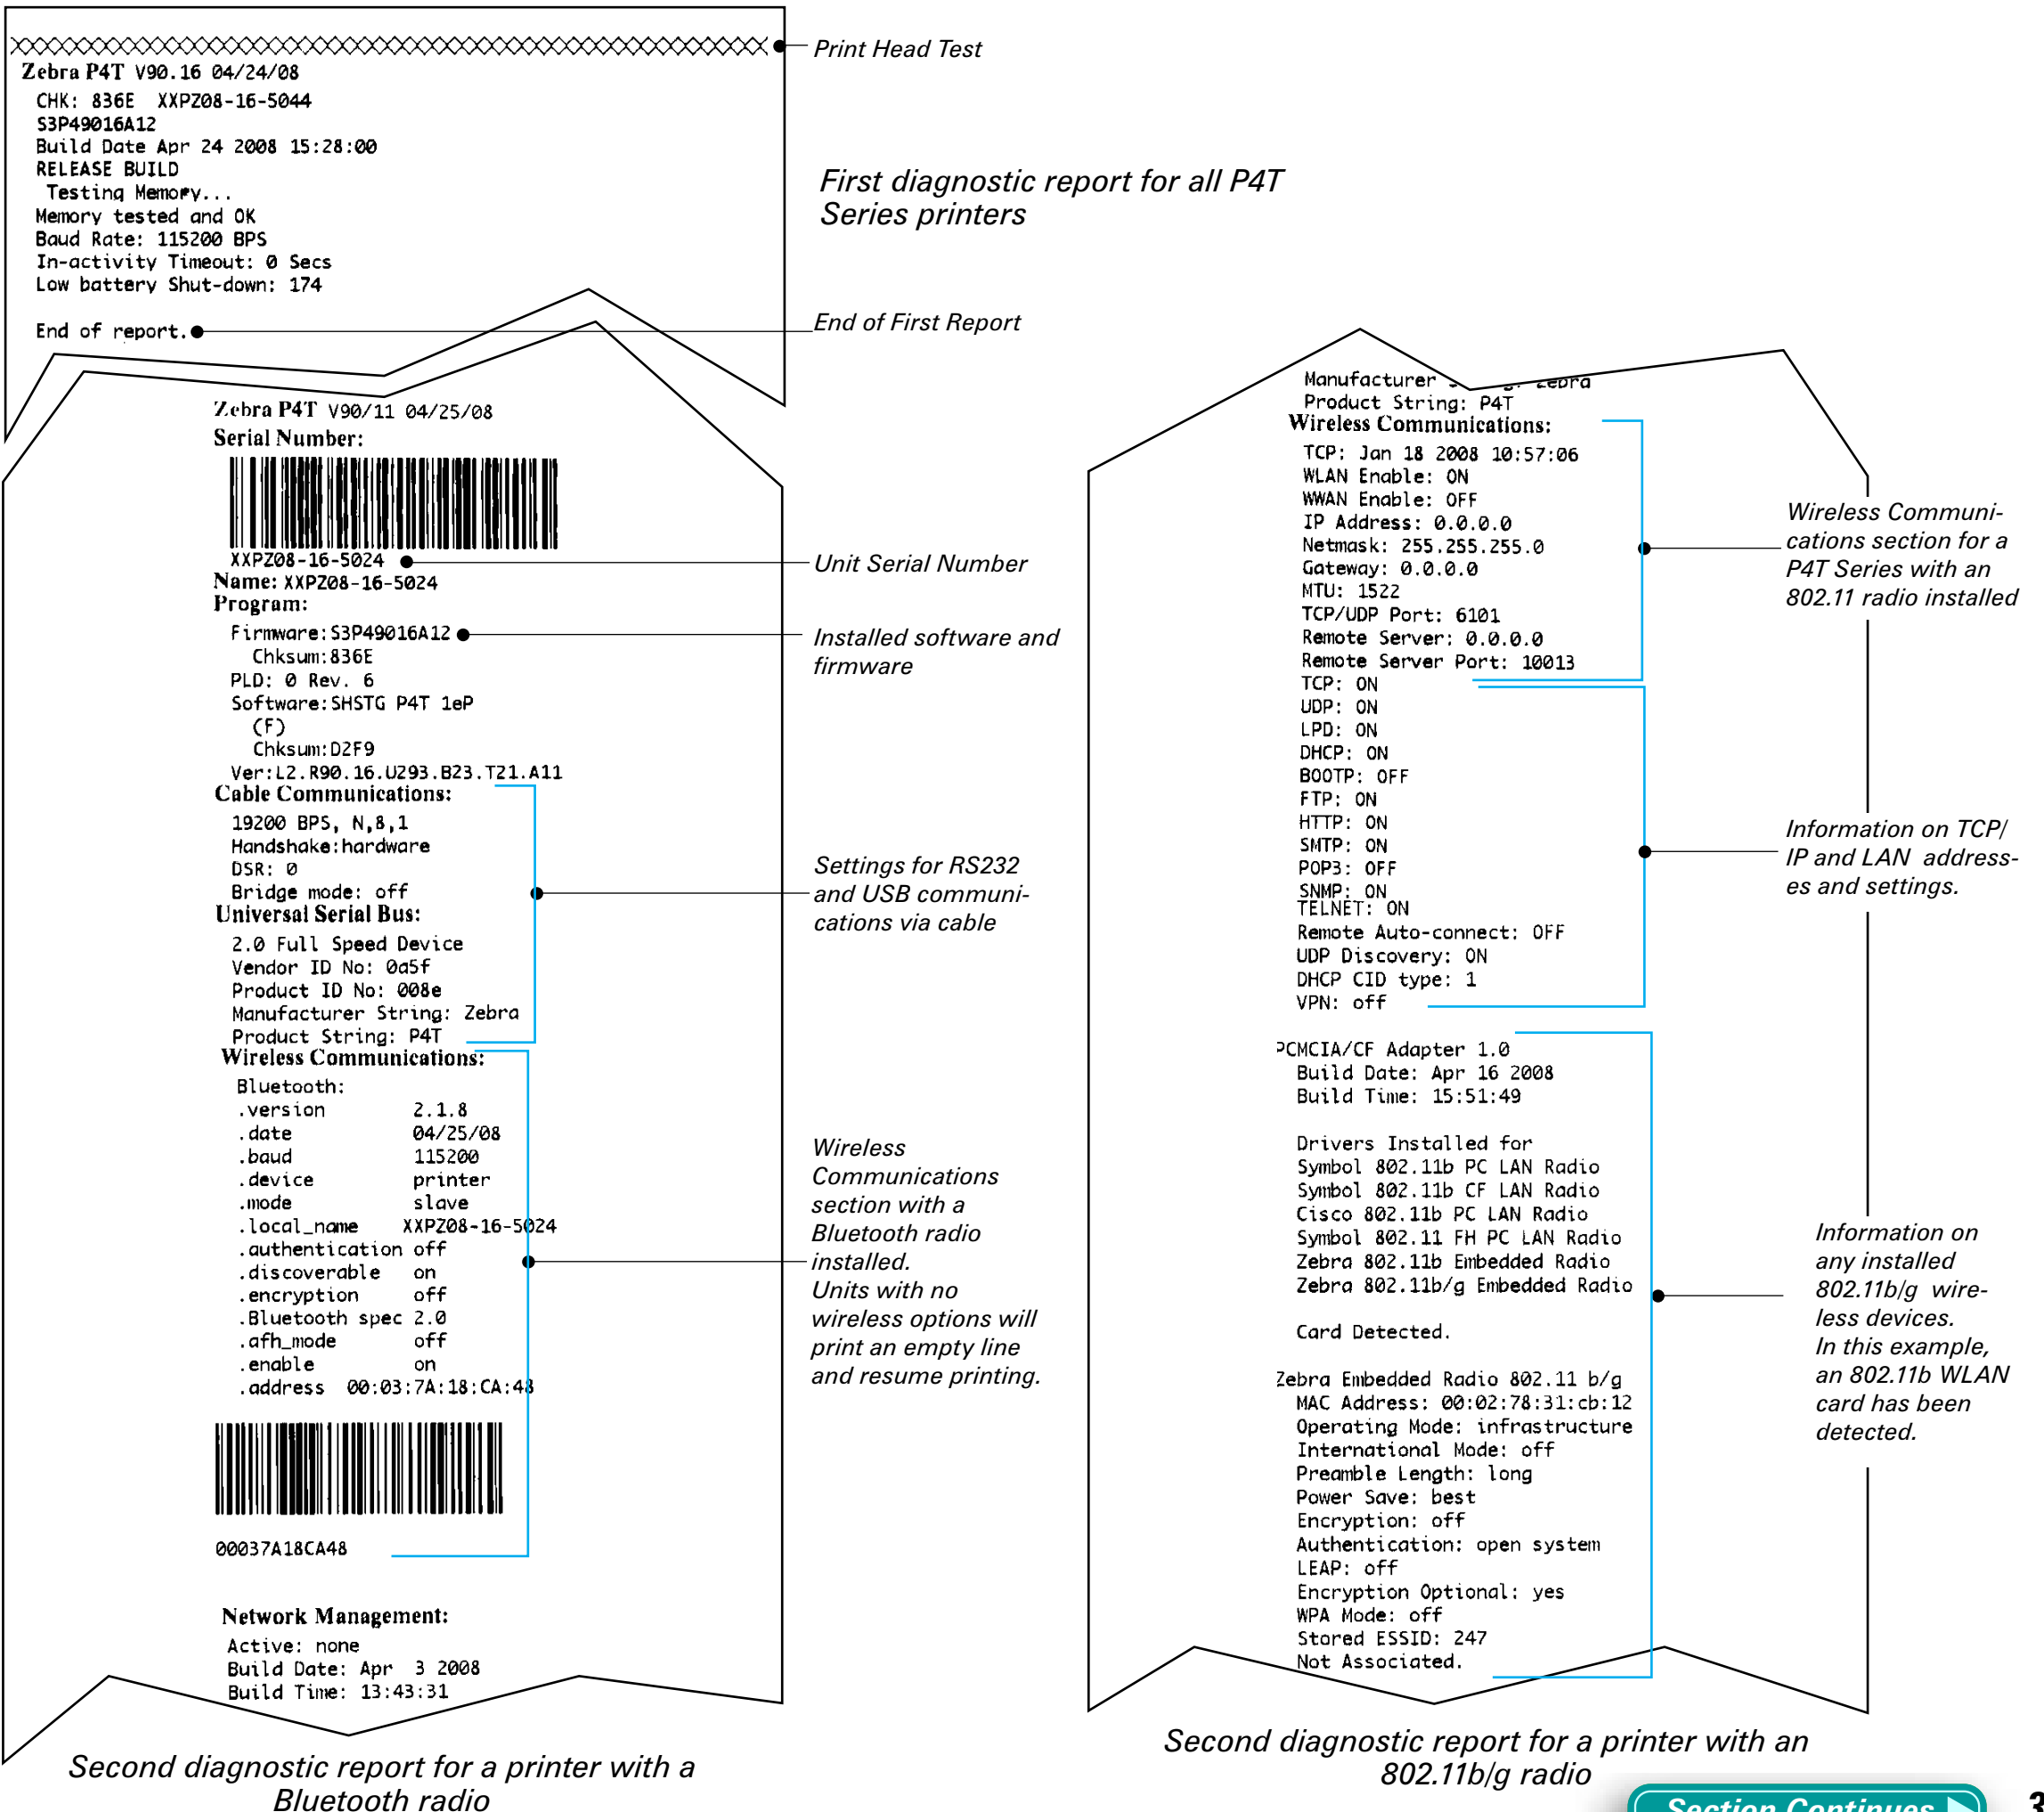 Print Head Test
Zebra P4T V90.16 04/24/08
CHK: 836E XXPZ08-16-5044
S3P49016A12
Build Date Apr 24 2008 15:28:00
RELEASE BUILD
Testing Memory...
Memory tested and OK
Baud Rate: 115200 BPS
In-activity Timeout: 0 Secs
Low battery Shut-down: 174
End of report.
First diagnostic report for all P4T
Series printers
End of First Report
Zebra P4T V90/11 04/25/08
Serial Number:
XXPZ08-16-5024
Name: XXPZ08-16-5024
Program:
Firmware:S3P49016A12
Chksum:836E
PLD: 0 Rev. 6
Software:SHSTG P4T 1eP
(F)
Chksum:D2F9
Ver:L2.R90.16.U293.B23.T21.A11
Cable Communications:
19200 BPS, N,8,1
Handshake:hardware
DSR: 0
Bridge mode: off
Universal Serial Bus:
2.0 Full Speed Device
Vendor ID No: 0a5f
Product ID No: 008e
Manufacturer String: Zebra
Product String: P4T
Wireless Communications:
Bluetooth:
.version 2.1.8
.date 04/25/08
.baud 115200
.device printer
.mode slave
.local_name XXPZ08-16-5024
.authentication off
.discoverable on
.encryption off
.Bluetooth spec 2.0
.afh_mode off
.enable on
.address 00:03:7A:18:CA:48
00037A18CA48
Network Management:
Active: none
Build Date: Apr 3 2008
Build Time: 13:43:31
Second diagnostic report for a printer with a
Bluetooth radio
Unit Serial Number
Installed software and
firmware
Settings for RS232
and USB communi-
cations via cable
Wireless
Communications
section with a
Bluetooth radio
installed.
Units with no
wireless options will
print an empty line
and resume printing.
Manufacturer Zebra
Product String: P4T
Wireless Communications:
TCP: Jan 18 2008 10:57:06
WLAN Enable: ON
WWAN Enable: OFF
IP Address: 0.0.0.0
Netmask: 255.255.255.0
Gateway: 0.0.0.0
MTU: 1522
TCP/UDP Port: 6101
Remote Server: 0.0.0.0
Remote Server Port: 10013
TCP: ON
UDP: ON
LPD: ON
DHCP: ON
BOOTP: OFF
FTP: ON
HTTP: ON
SMTP: ON
POP3: OFF
SNMP: ON
TELNET: ON
Remote Auto-connect: OFF
UDP Discovery: ON
DHCP CID type: 1
VPN: off
PCMCIA/CF Adapter 1.0
Build Date: Apr 16 2008
Build Time: 15:51:49
Drivers Installed for
Symbol 802.11b PC LAN Radio
Symbol 802.11b CF LAN Radio
Cisco 802.11b PC LAN Radio
Symbol 802.11 FH PC LAN Radio
Zebra 802.11b Embedded Radio
Zebra 802.11b/g Embedded Radio
Card Detected.
Zebra Embedded Radio 802.11 b/g
MAC Address: 00:02:78:31:cb:12
Operating Mode: infrastructure
International Mode: off
Preamble Length: long
Power Save: best
Encryption: off
Authentication: open system
LEAP: off
Encryption Optional: yes
WPA Mode: off
Stored ESSID: 247
Not Associated.
Second diagnostic report for a printer with an
802.11b/g radio
Wireless Communi-
cations section for a
P4T Series with an
802.11 radio installed
Information on TCP/
IP and LAN address-
es and settings.
Information on
any installed
802.11b/g wire-
less devices.
In this example,
an 802.11b WLAN
card has been
detected.
Section Continues